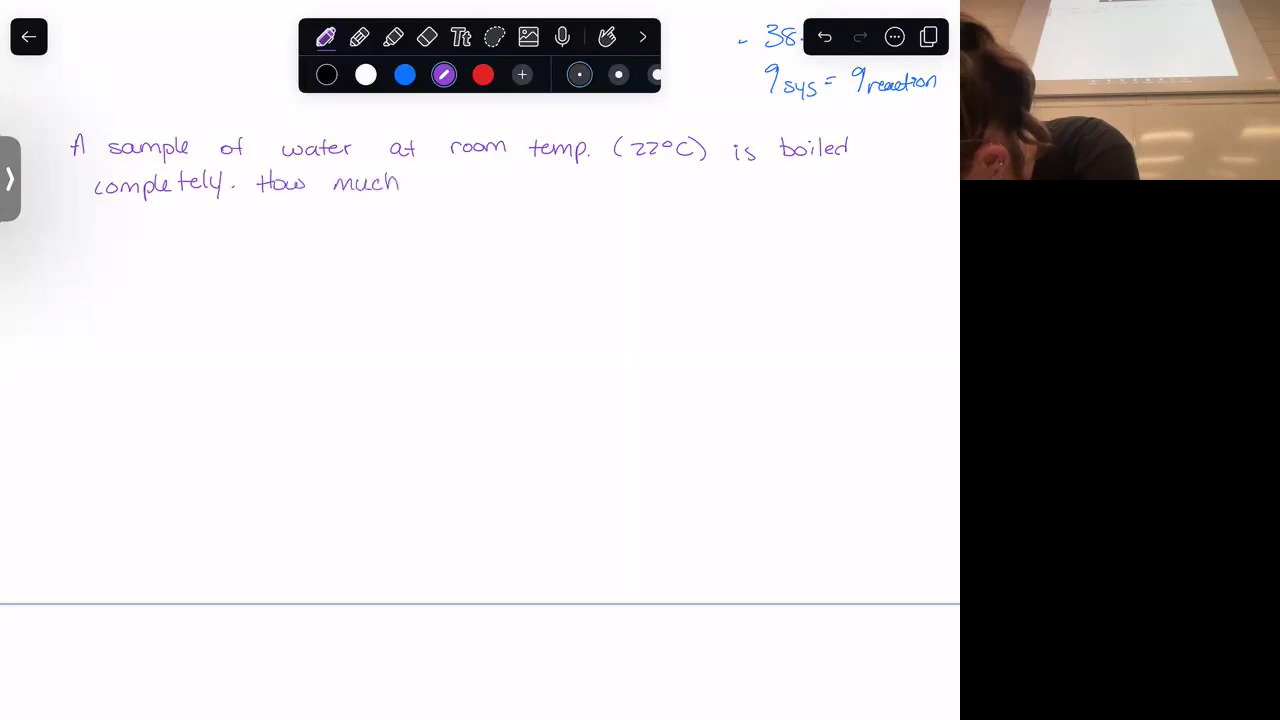 - 38.
qsys = qreaction
A sample of water at room temp. (22°C) is boiled
completely. How much